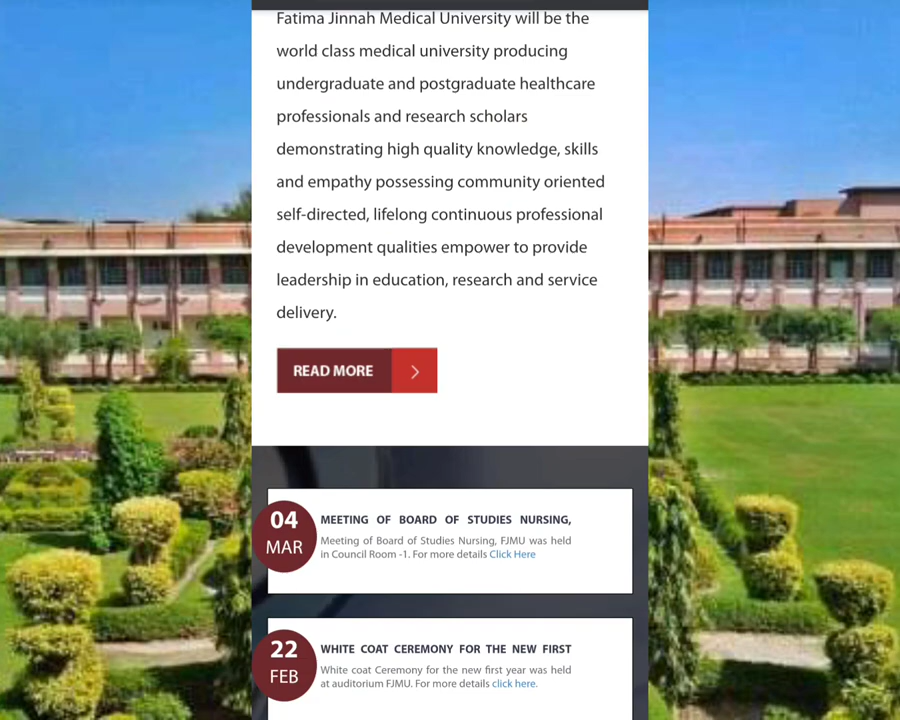 Fatima Jinnah Medical University will be the
world class medical university producing
undergraduate and postgraduate healthcare
professionals and research scholars
demonstrating high quality knowledge, skills
and empathy possessing community oriented
self-directed, lifelong continuous professional
development qualities empower to provide
leadership in education, research and service
delivery.
READ MORE
04
MAR
MEETING OF BOARD OF STUDIES NURSING,
Meeting of Board of Studies Nursing, FJMU was held
in Council Room -1. For more details Click Here
22
FEB
WHITE COAT CEREMONY FOR THE NEW FIRST
White coat Ceremony for the new first year was held
at auditorium FJMU. For more details click here.